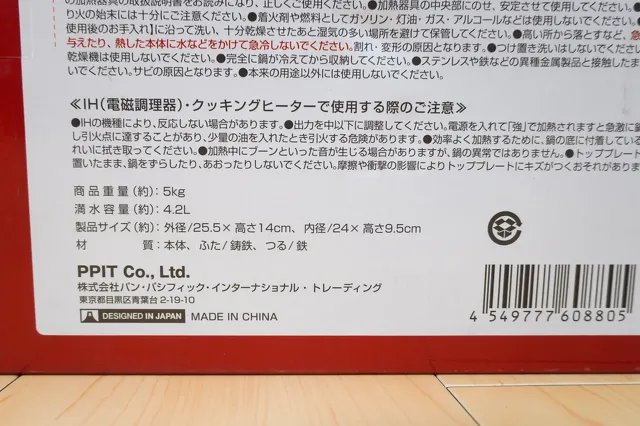 の加熱器具の取扱説明書をお読みになり、正しくご使用ください。●加熱器具の中央部にのせ、安定させて使用してくだ
り火の始末には十分にご注意ください。●着火剤や燃料としてガソリン・灯油・ガス・アルコールなどは使用しないでください。
使用後のお手入れ]に沿って洗い、十分乾燥させたあと湿気の多い場所を避けて保管してください。●高い所から落とすなど、急
与えたり、熱した本体に水などをかけて急冷しないでください。割れ・変形の原因となります。●つけ置き洗いはしないでください
乾燥機は使用しないでください。●完全に鍋が冷えてから収納してください。●ステンレスや鉄などの異種金属製品と接触したま
いでください。サビの原因となります。●本来の用途以外には使用しないでください。
≪IH(電磁調理器)・クッキングヒーターで使用する際のご注意≫
●IHの機種により、反応しない場合があります。●出力を中以下に調整してください。電源を入れて「強」で加熱されますと急激に鍋
し引火点に達することがあり、少量の油を入れたとき引火する危険があります。●効率よく加熱するために、鍋の底に付着している
れいに拭き取ってください。●加熱中にブーンといった音が生じる場合がありますが、鍋の異常ではありません。●トッププレート
置いたまま、鍋をずらしたり、あおったりしないでください。摩擦や衝撃の影響によりトッププレートにキズがつくおそれがありま
商品重量(約):5kg
満水容量(約):4.2L
製品サイズ(約):外径/25.5×高さ14cm、内径/24×高さ9.5cm
材 質:本体、ふた/鋳鉄、つる/鉄
PPIT Co., Ltd.
株式会社パン・パシフィック・インターナショナル・トレーディング
東京都目黒区青葉台2-19-10
DESIGNED IN JAPAN MADE IN CHINA
4 549777 608805